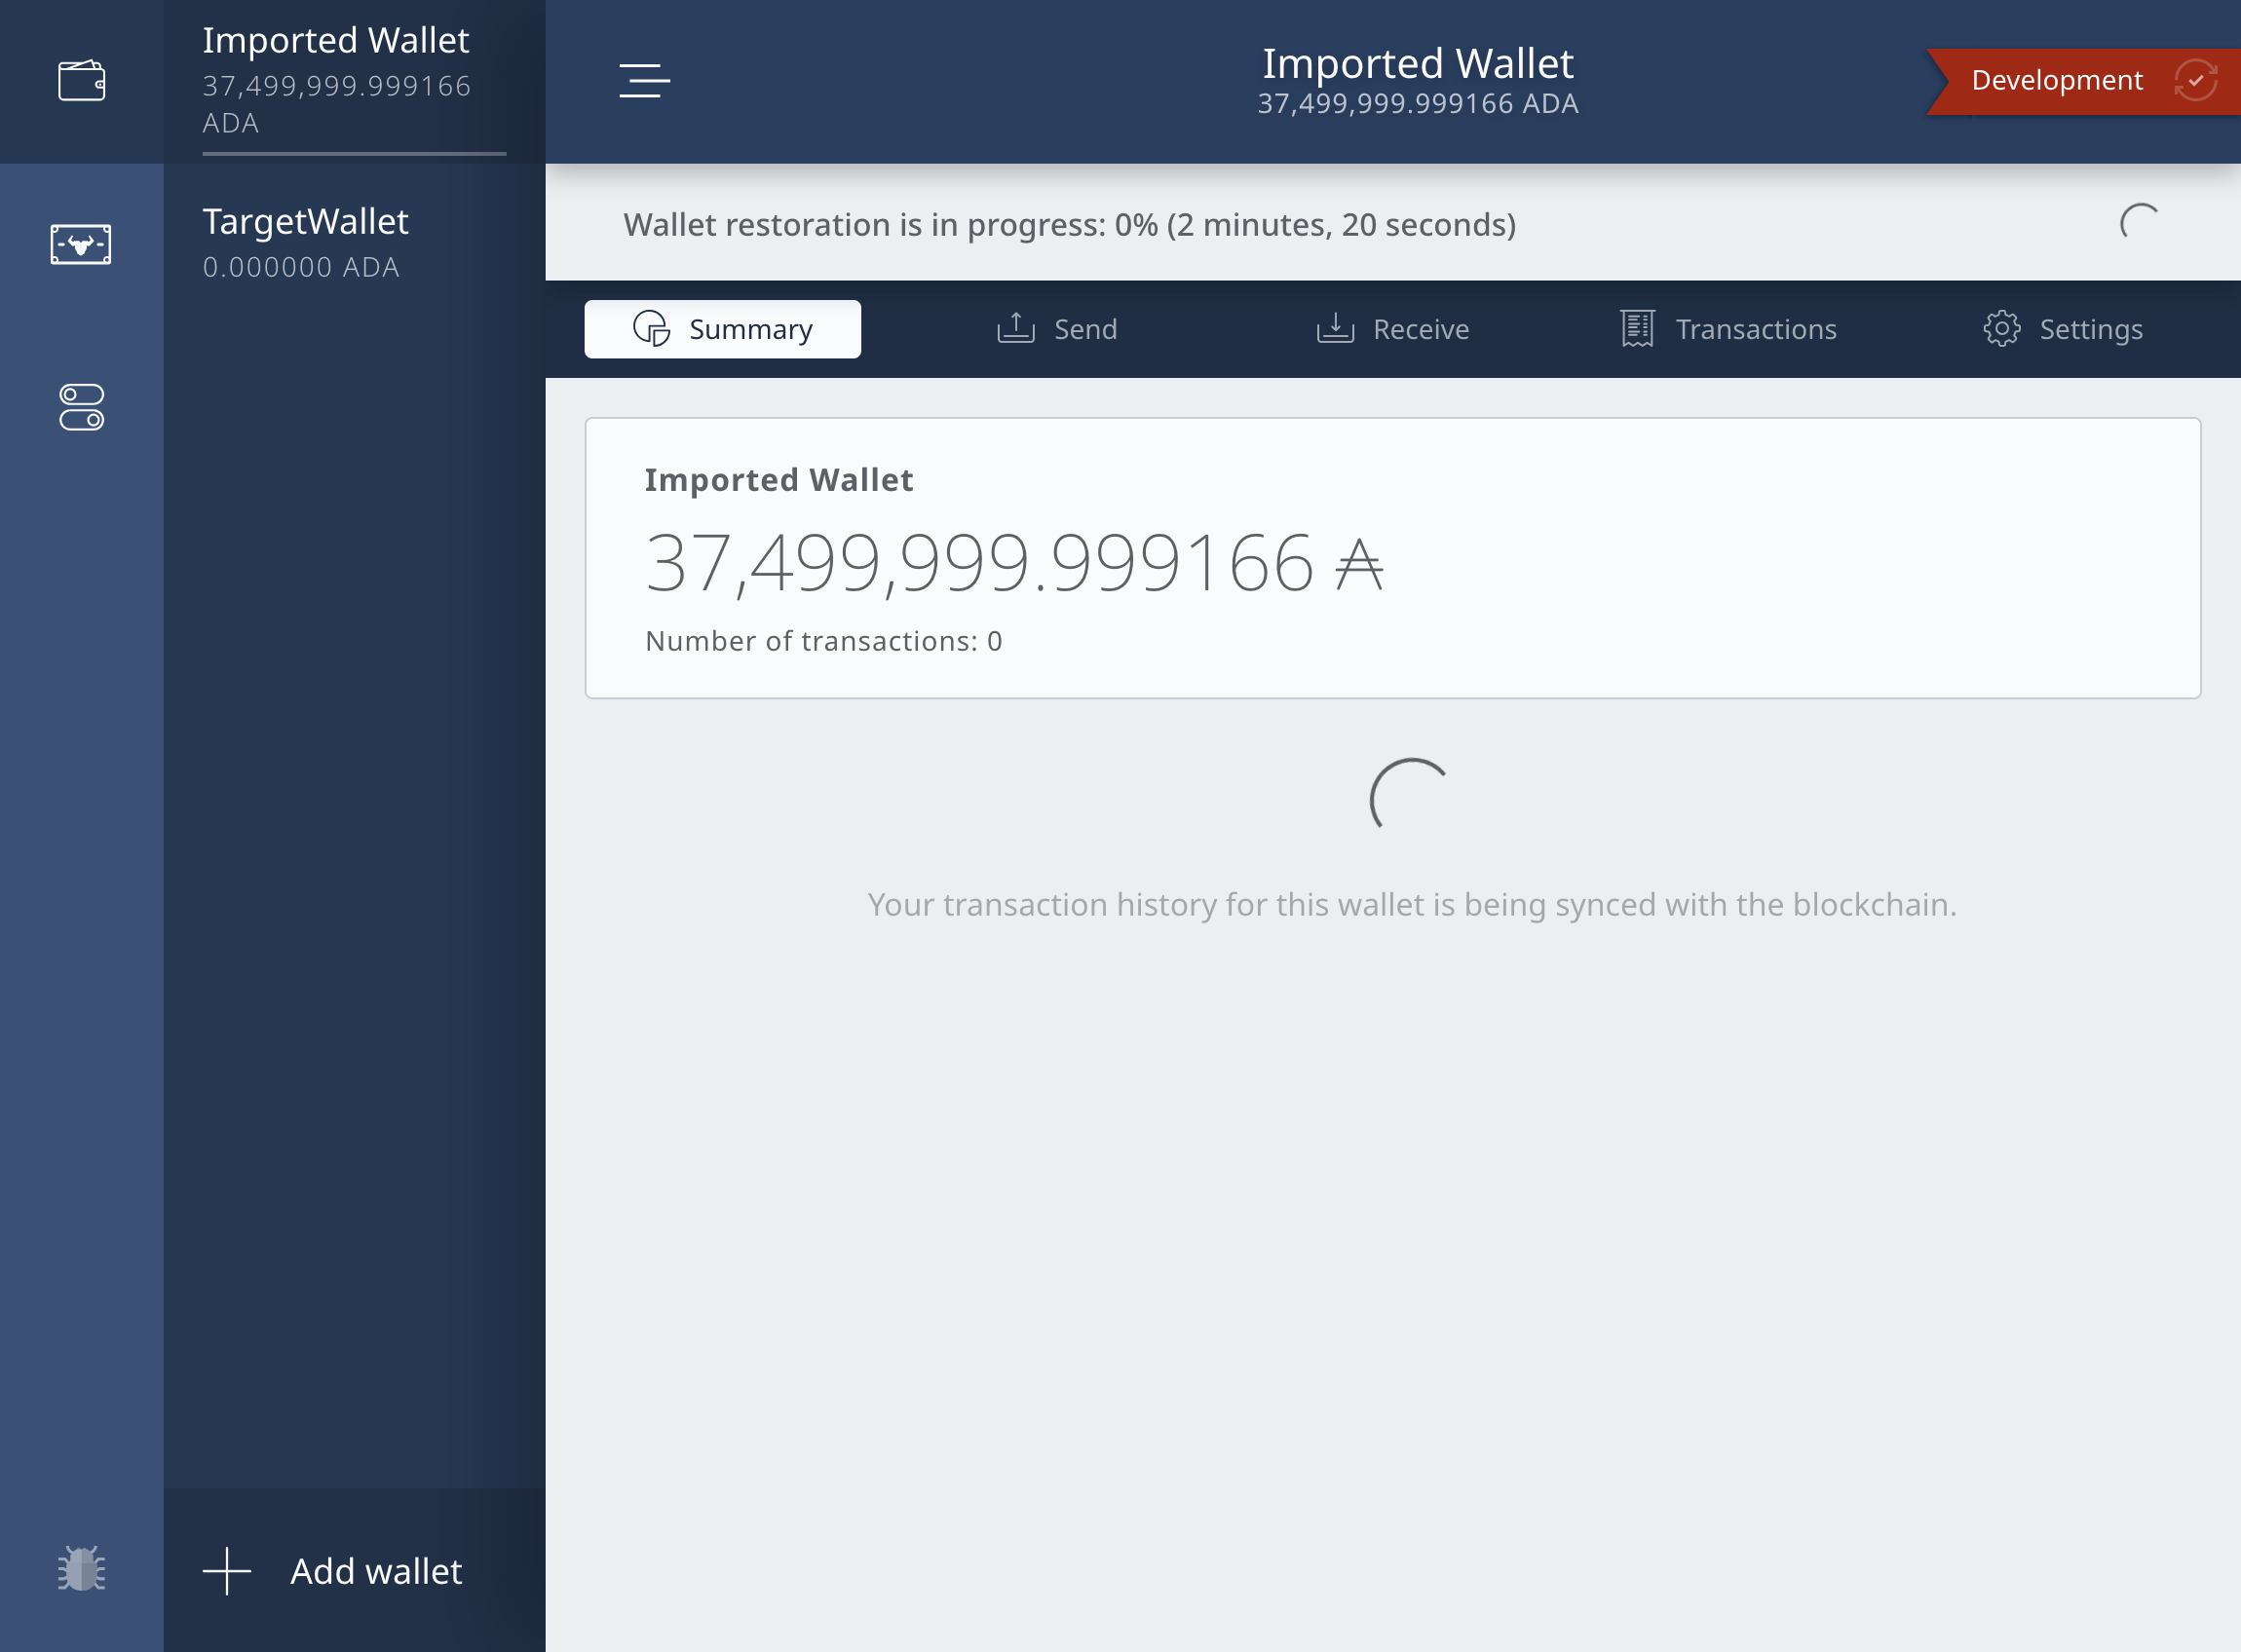 Imported Wallet
37,499,999.999166
ADA
TargetWallet
0.000000 ADA
Add wallet
Imported Wallet
37,499,999.999166 ADA
Development
Wallet restoration is in progress: 0% (2 minutes, 20 seconds)
Summary
Send
Receive
Transactions
Settings
Imported Wallet
37,499,999.999166 ₳
Number of transactions: 0
Your transaction history for this wallet is being synced with the blockchain.